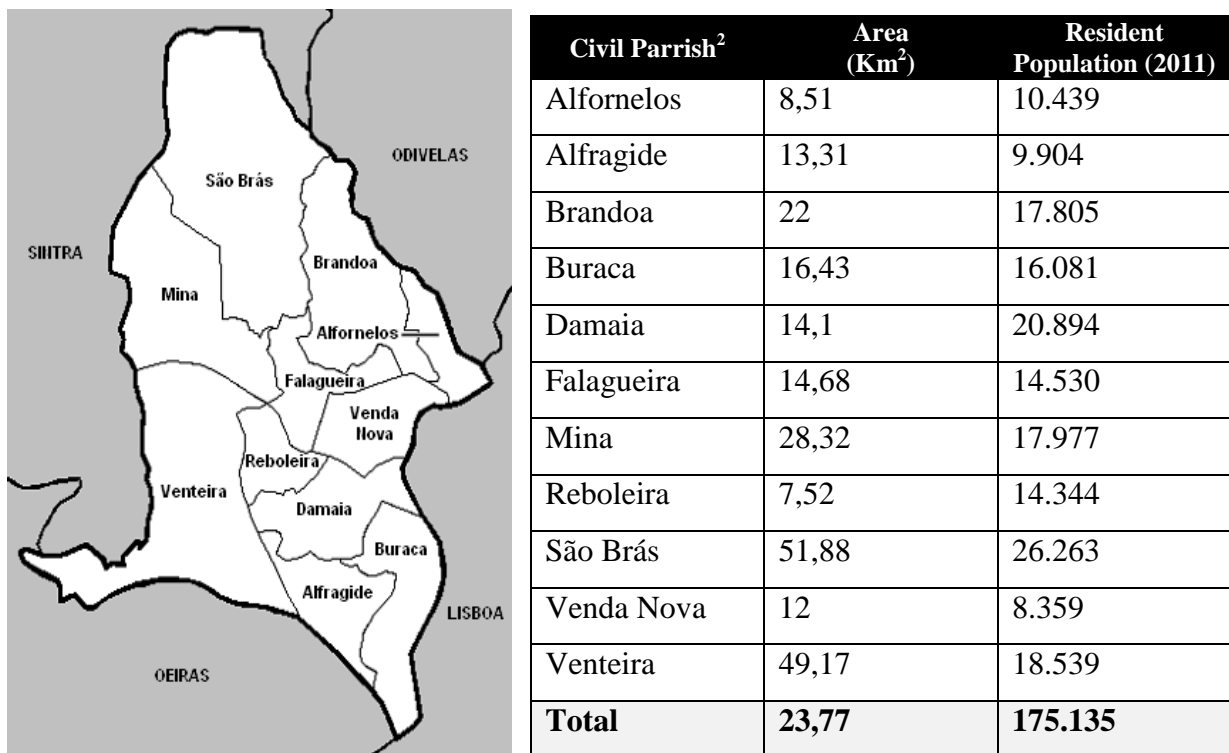 ODIVELAS
São Brás
SINTRA
Brandoa
Mina
Alfornelos
Falagueira
Venda
Nova
Reboleira
Venteira
Damaia
Buraca
Alfragide
LISBOA
OEIRAS
Civil Parrish² Area (Km²) Resident Population (2011)
Alfornelos 8,51 10.439
Alfragide 13,31 9.904
Brandoa 22 17.805
Buraca 16,43 16.081
Damaia 14,1 20.894
Falagueira 14,68 14.530
Mina 28,32 17.977
Reboleira 7,52 14.344
São Brás 51,88 26.263
Venda Nova 12 8.359
Venteira 49,17 18.539
Total 23,77 175.135